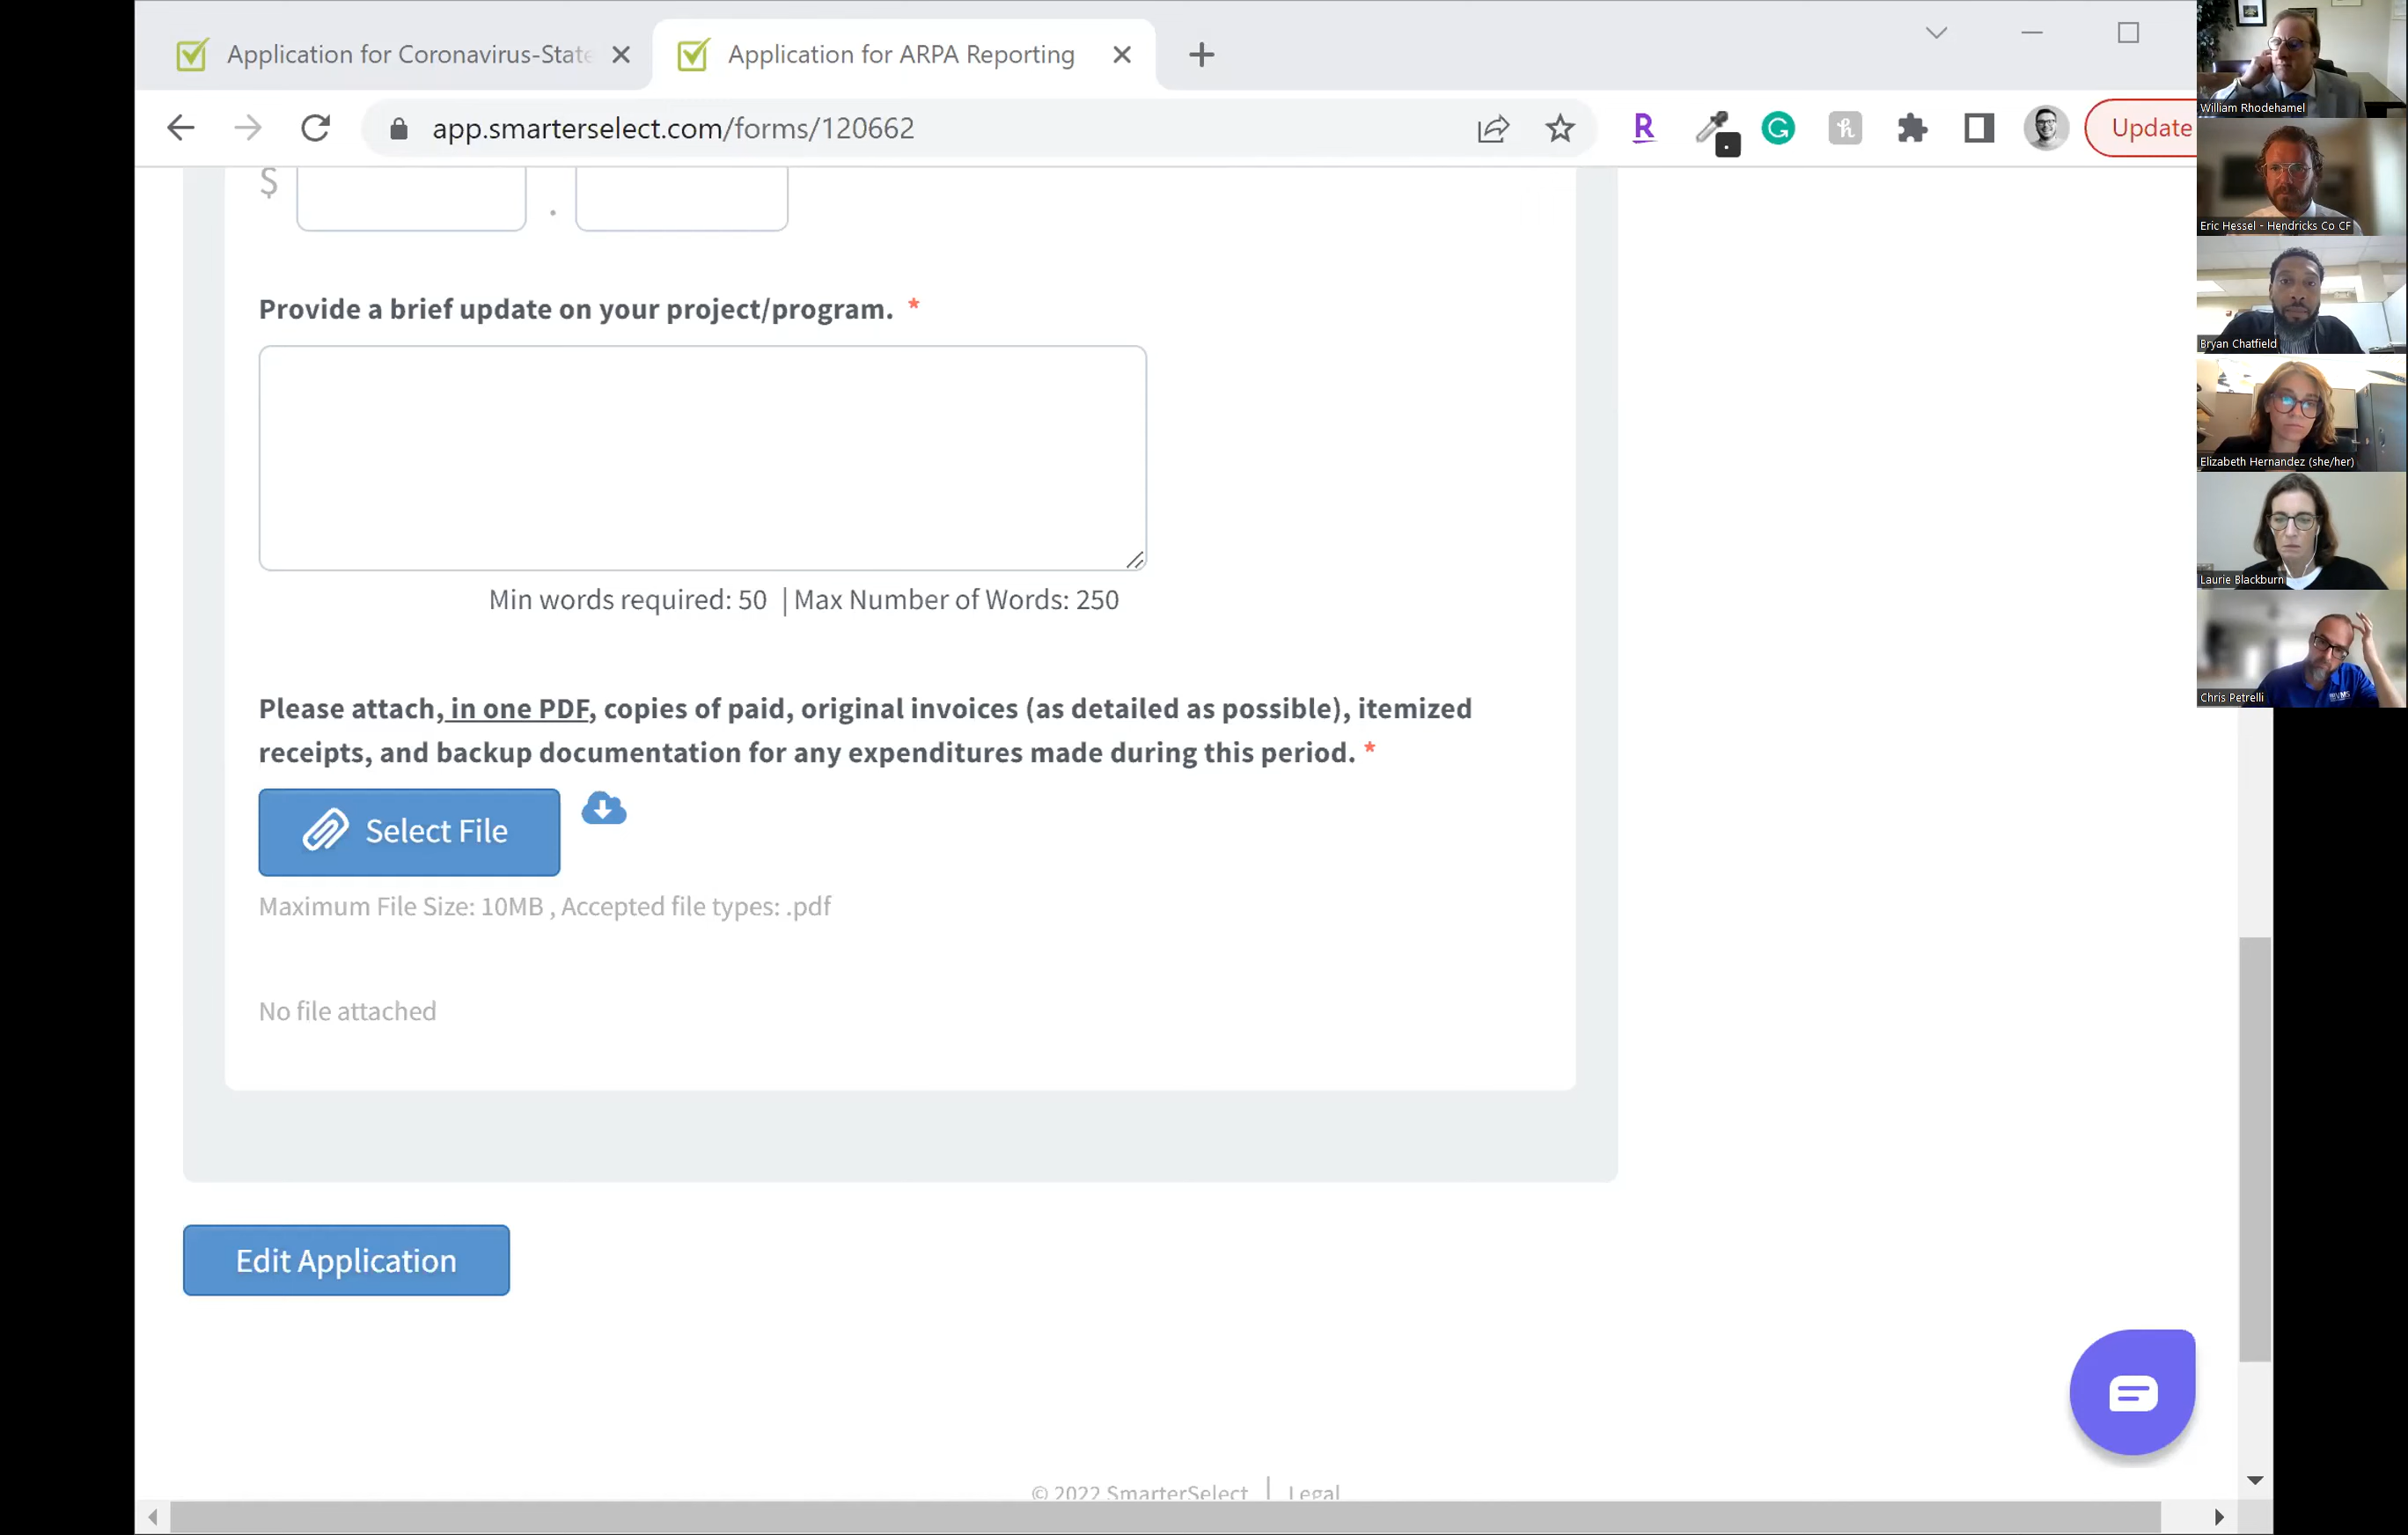 Application for Coronavirus-State
Application for ARPA Reporting
app.smarterselect.com/forms/120662
Update
$
.
Provide a brief update on your project/program. *
Min words required: 50 | Max Number of Words: 250
Please attach, in one PDF, copies of paid, original invoices (as detailed as possible), itemized
receipts, and backup documentation for any expenditures made during this period. *
Select File
Maximum File Size: 10MB , Accepted file types: .pdf
No file attached
Edit Application
© 2022 SmarterSelect | Legal
William Rhodehamel
Eric Hessel - Hendricks Co CF
Bryan Chatfield
Elizabeth Hernandez (she/her)
Laurie Blackburn
Chris Petrelli